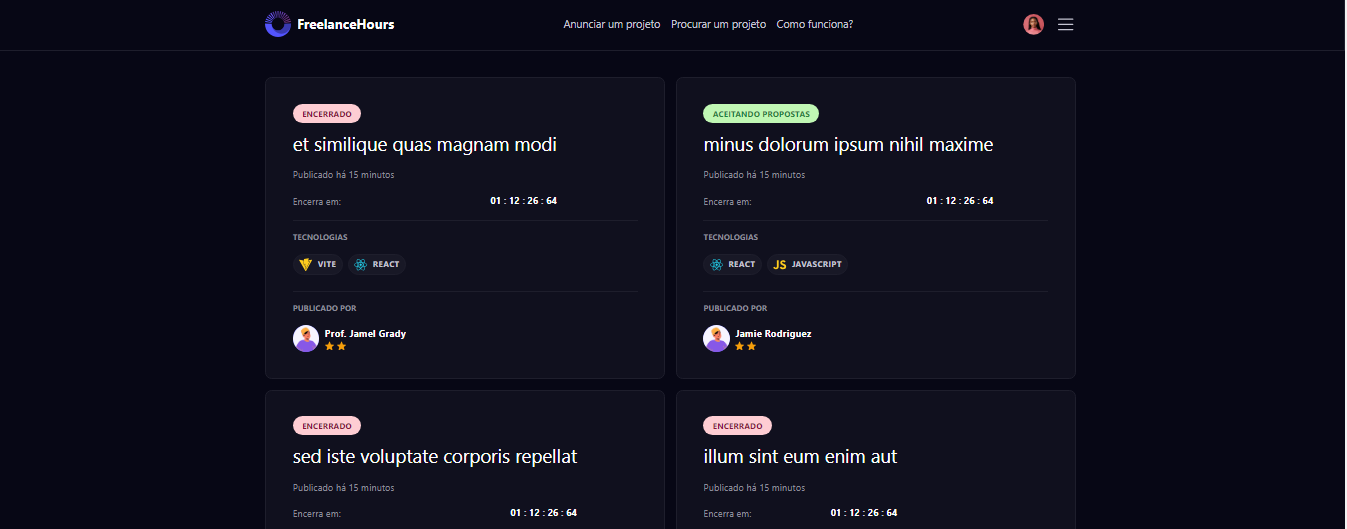 FreelanceHours
Anunciar um projeto Procurar um projeto Como funciona?
ENCERRADO
et similique quas magnam modi
Publicado há 15 minutos
Encerra em: 01 : 12 : 26 : 64
TECNOLOGIAS
VITE REACT
PUBLICADO POR
Prof. Jamel Grady
ACEITANDO PROPOSTAS
minus dolorum ipsum nihil maxime
Publicado há 15 minutos
Encerra em: 01 : 12 : 26 : 64
TECNOLOGIAS
REACT JS JAVASCRIPT
PUBLICADO POR
Jamie Rodriguez
ENCERRADO
sed iste voluptate corporis repellat
Publicado há 15 minutos
Encerra em: 01 : 12 : 26 : 64
ENCERRADO
illum sint eum enim aut
Publicado há 15 minutos
Encerra em: 01 : 12 : 26 : 64